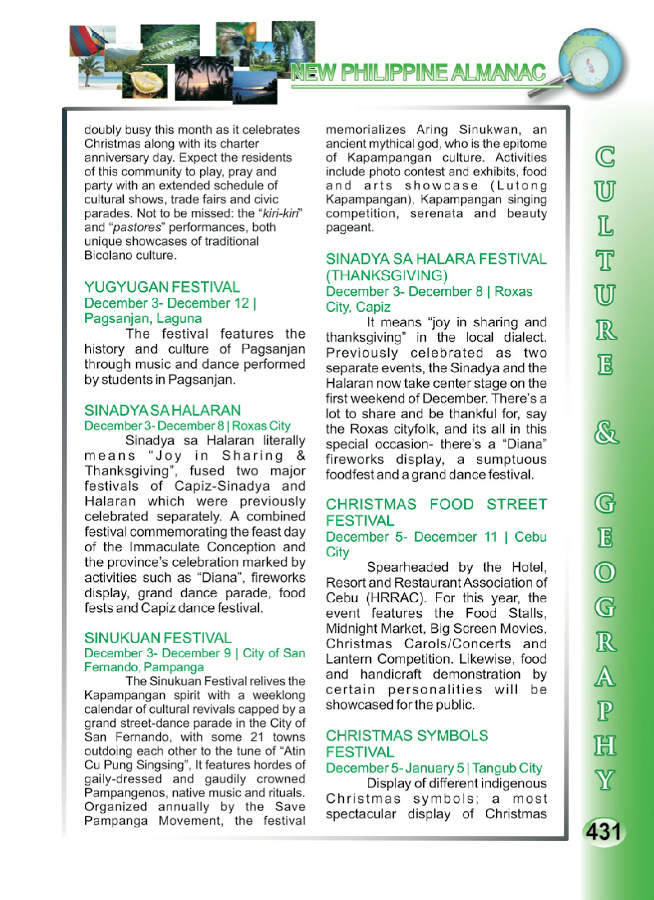 NEW PHILIPPINE ALMANAC
doubly busy this month as it celebrates
Christmas along with its charter
anniversary day. Expect the residents
of this community to play, pray and
party with an extended schedule of
cultural shows, trade fairs and civic
parades. Not to be missed: the “kiri-kiri”
and “pastores” performances, both
unique showcases of traditional
Bicolano culture.
YUGYUGAN FESTIVAL
December 3- December 12 |
Pagsanjan, Laguna
The festival features the
history and culture of Pagsanjan
through music and dance performed
by students in Pagsanjan.
SINADYA SA HALARAN
December 3- December 8 | Roxas City
Sinadya sa Halaran literally
means “Joy in Sharing &
Thanksgiving”, fused two major
festivals of Capiz-Sinadya and
Halaran which were previously
celebrated separately. A combined
festival commemorating the feast day
of the Immaculate Conception and
the province's celebration marked by
activities such as “Diana”, fireworks
display, grand dance parade, food
fests and Capiz dance festival.
SINUKUAN FESTIVAL
December 3- December 9 | City of San
Fernando, Pampanga
The Sinukuan Festival relives the
Kapampangan spirit with a weeklong
calendar of cultural revivals capped by a
grand street-dance parade in the City of
San Fernando, with some 21 towns
outdoing each other to the tune of “Atin
Cu Pung Singsing”, It features hordes of
gaily-dressed and gaudily crowned
Pampangenos, native music and rituals.
Organized annually by the Save
Pampanga Movement, the festival
memorializes Aring Sinukwan, an
ancient mythical god, who is the epitome
of Kapampangan culture. Activities
include photo contest and exhibits, food
and arts showcase (Lutong
Kapampangan), Kapampangan singing
competition, serenata and beauty
pageant.
SINADYA SA HALARA FESTIVAL
(THANKSGIVING)
December 3- December 8 | Roxas
City, Capiz
It means “joy in sharing and
thanksgiving” in the local dialect.
Previously celebrated as two
separate events, the Sinadya and the
Halaran now take center stage on the
first weekend of December. There's a
lot to share and be thankful for, say
the Roxas cityfolk, and its all in this
special occasion- there's a “Diana”
fireworks display, a sumptuous
foodfest and a grand dance festival.
CHRISTMAS FOOD STREET
FESTIVAL
December 5- December 11 | Cebu
City
Spearheaded by the Hotel,
Resort and Restaurant Association of
Cebu (HRRAC). For this year, the
event features the Food Stalls,
Midnight Market, Big Screen Movies,
Christmas Carols/Concerts and
Lantern Competition. Likewise, food
and handicraft demonstration by
certain personalities will be
showcased for the public.
CHRISTMAS SYMBOLS
FESTIVAL
December 5- January 5 | Tangub City
Display of different indigenous
Christmas symbols; a most
spectacular display of Christmas
CULTURE & GEOGRAPHY
431